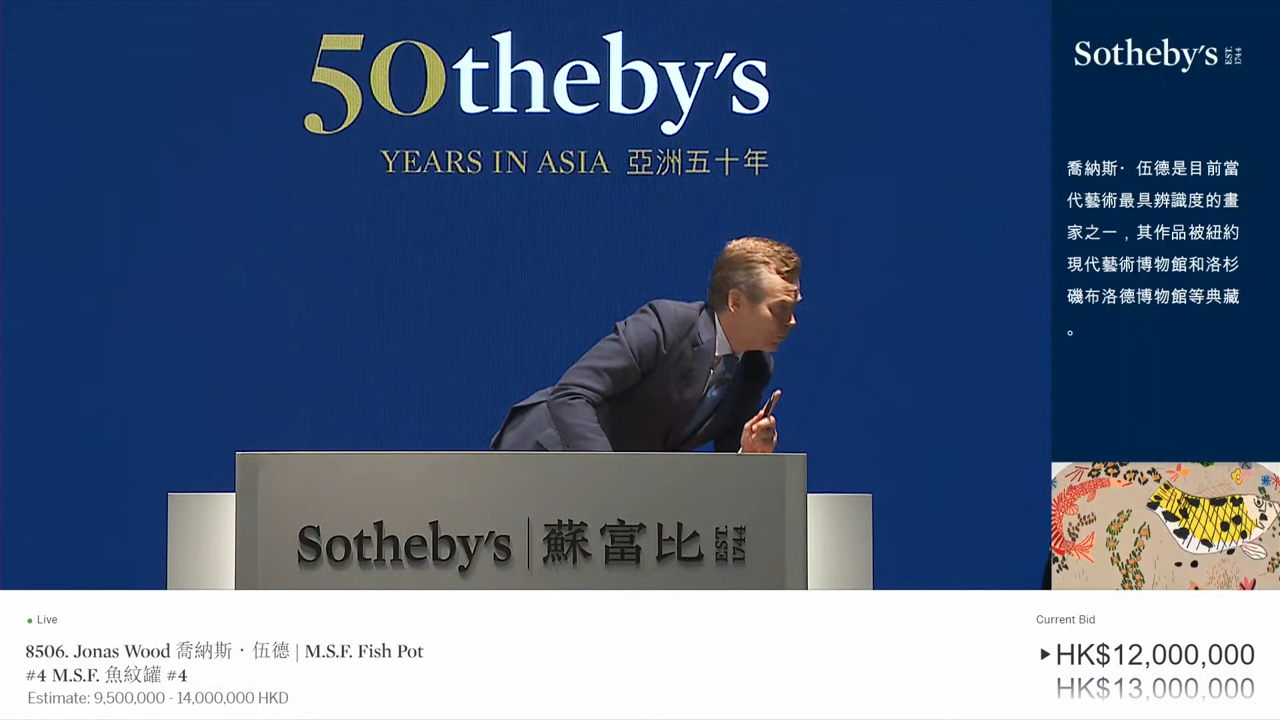 50theby's
YEARS IN ASIA 亞洲五十年
Sotheby's EST. 1744
喬納斯· 伍德是目前當
代藝術最具辨識度的畫
家之一，其作品被紐約
現代藝術博物館和洛杉
磯布洛德博物館等典藏
。
Sotheby's | 蘇富比 EST. 1744
Live
8506. Jonas Wood 喬納斯·伍德 | M.S.F. Fish Pot
#4 M.S.F. 魚紋罐 #4
Estimate: 9,500,000 - 14,000,000 HKD
Current Bid
HK$12,000,000
HK$13,000,000